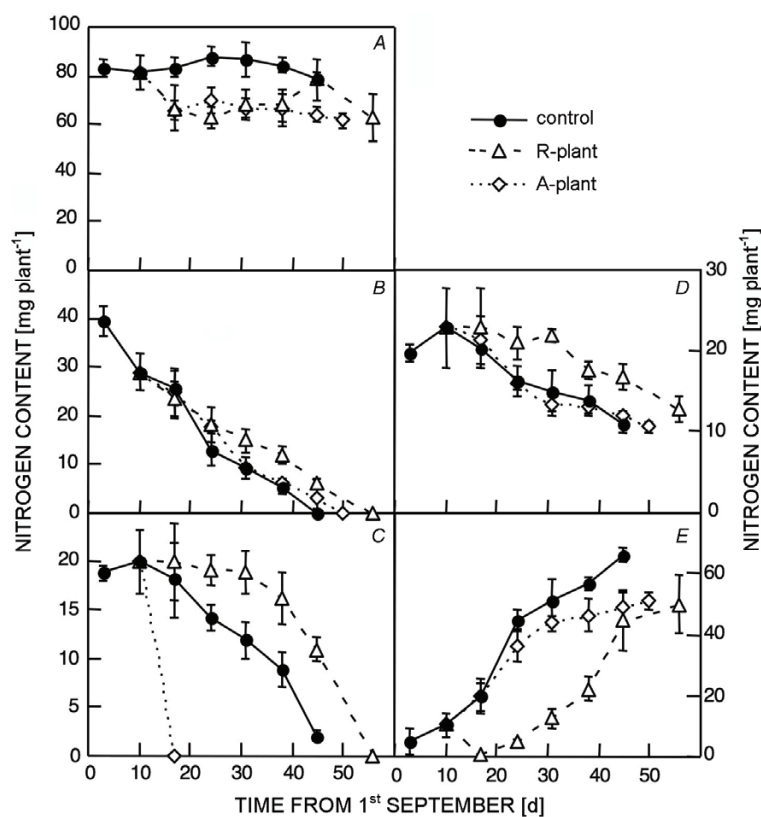 A
100
80
60
40
20
0
control
R-plant
A-plant
B
40
30
20
10
0
D
30
20
10
0
C
20
15
10
5
0
E
60
40
20
0
0 10 20 30 40 50
0 10 20 30 40 50
NITROGEN CONTENT [mg plant⁻¹]
NITROGEN CONTENT [mg plant⁻¹]
TIME FROM 1ˢᵗ SEPTEMBER [d]